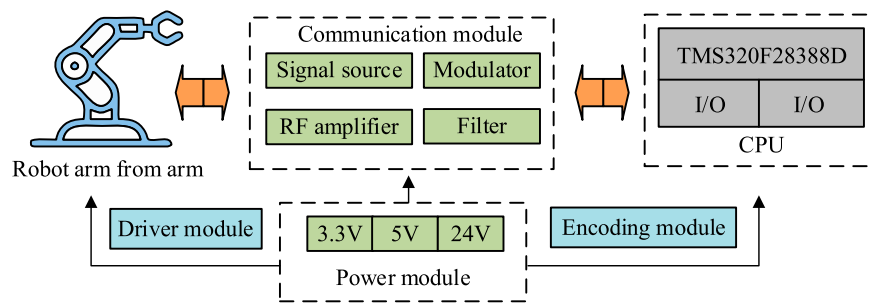 Communication module
Signal source
Modulator
RF amplifier
Filter
TMS320F28388D
I/O
I/O
CPU
Robot arm from arm
Driver module
3.3V
5V
24V
Power module
Encoding module